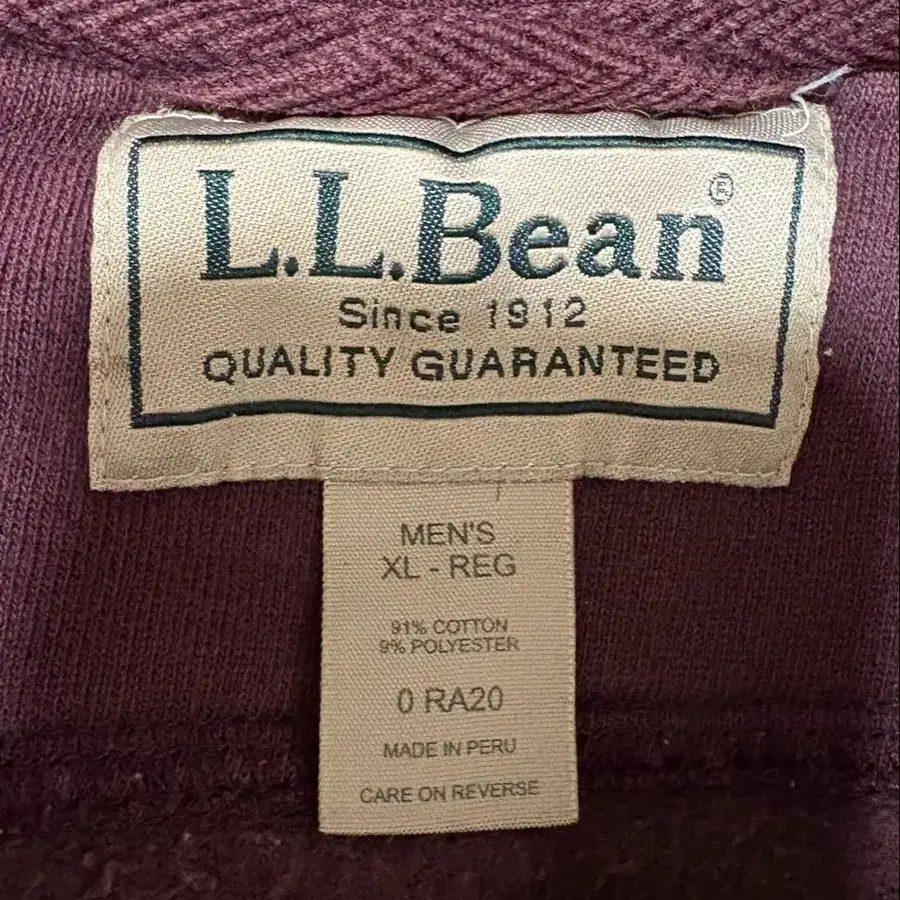 L.L.Bean®
Since 1912
QUALITY GUARANTEED
MEN'S
XL - REG
91% COTTON
9% POLYESTER
0 RA20
MADE IN PERU
CARE ON REVERSE